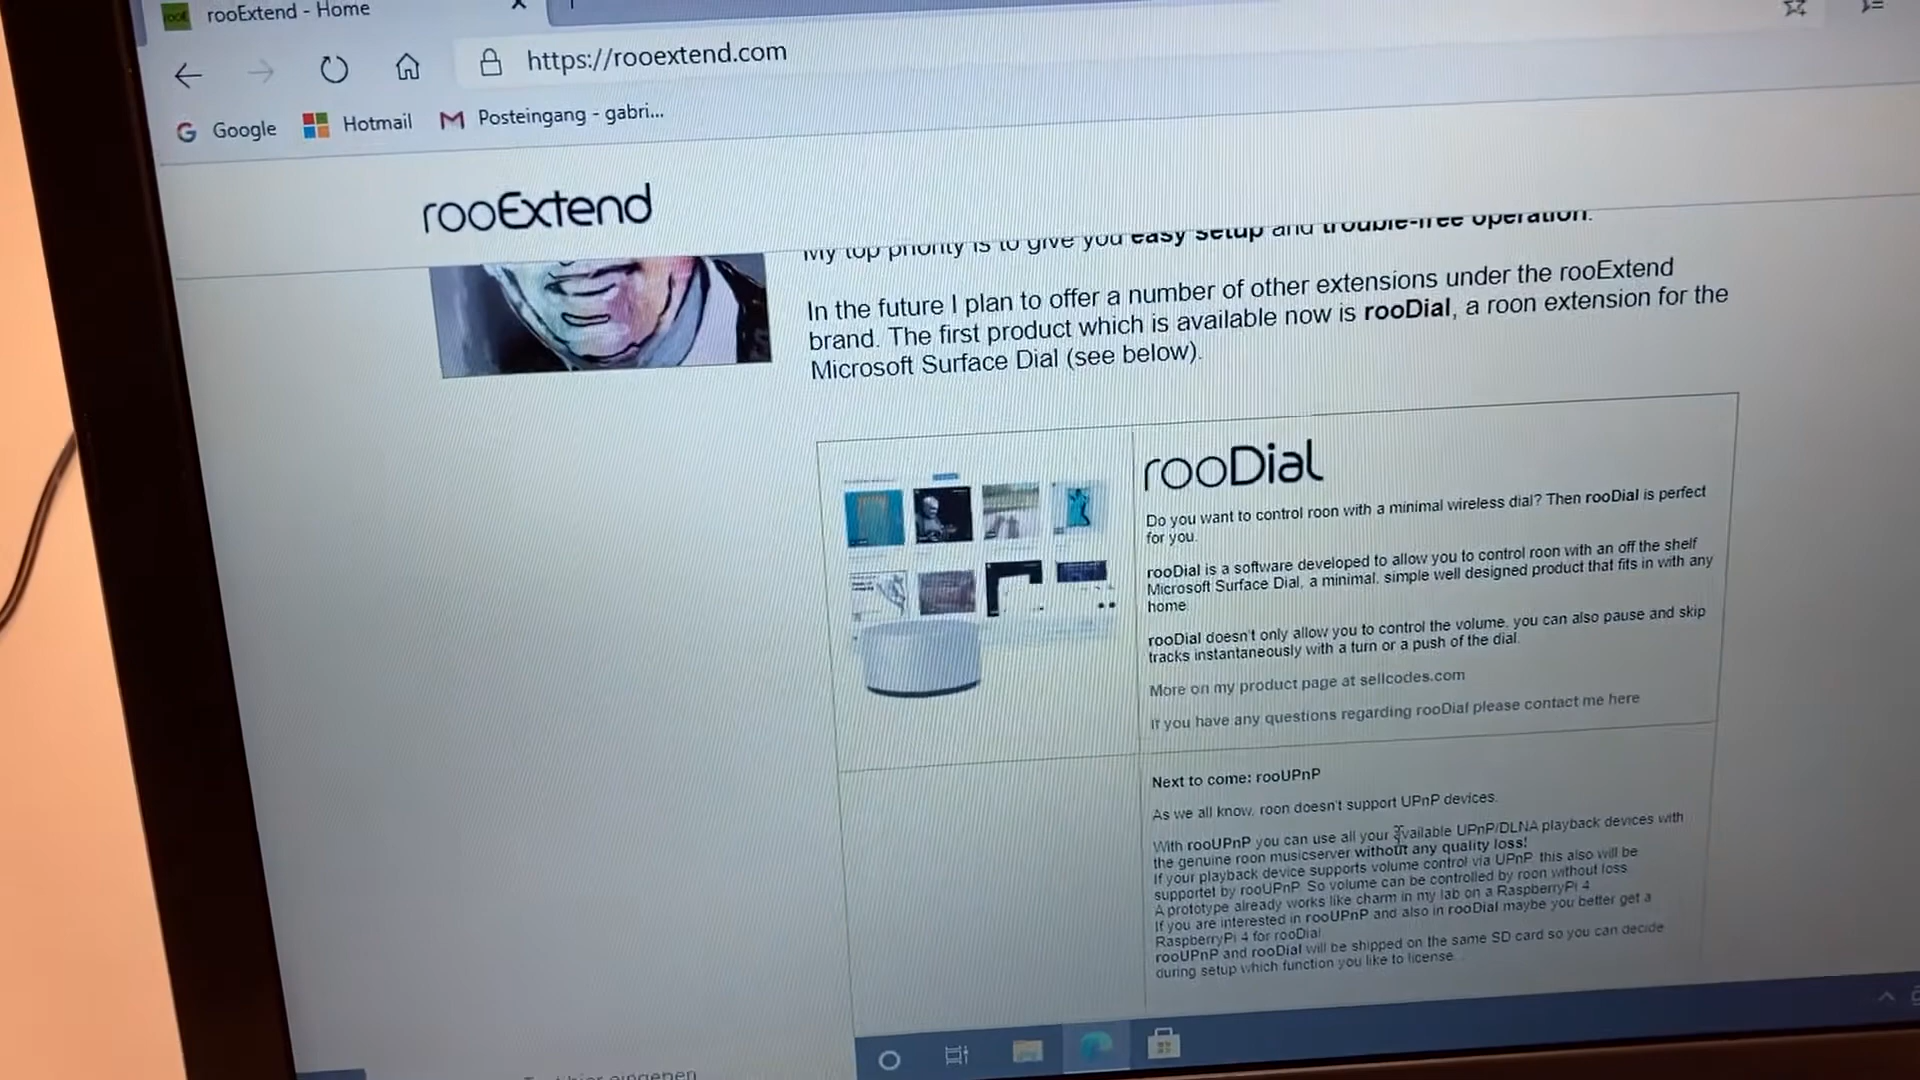 rooExtend - Home
https://rooextend.com
Google
Hotmail
Posteingang - gabri...
rooExtend
My top priority is to give you easy setup and trouble-free operation.
In the future I plan to offer a number of other extensions under the rooExtend
brand. The first product which is available now is rooDial, a roon extension for the
Microsoft Surface Dial (see below).
rooDial
Do you want to control roon with a minimal wireless dial? Then rooDial is perfect
for you.
rooDial is a software developed to allow you to control roon with an off the shelf
Microsoft Surface Dial, a minimal, simple well designed product that fits in with any
home.
rooDial doesn't only allow you to control the volume, you can also pause and skip
tracks instantaneously with a turn or a push of the dial.
More on my product page at sellcodes.com
If you have any questions regarding rooDial please contact me here
Next to come: rooUPnP
As we all know, roon doesn't support UPnP devices.
With rooUPnP you can use all your available UPnP/DLNA playback devices with
the genuine roon musicserver without any quality loss!
If your playback device supports volume control via UPnP, this also will be
supportet by rooUPnP. So volume can be controlled by roon without loss
A prototype already works like charm in my lab on a RaspberryPi 4
If you are interested in rooUPnP and also in rooDial maybe you better get a
RaspberryPi 4 for rooDial
rooUPnP and rooDial will be shipped on the same SD card so you can decide
during setup which function you like to license.
eingeben